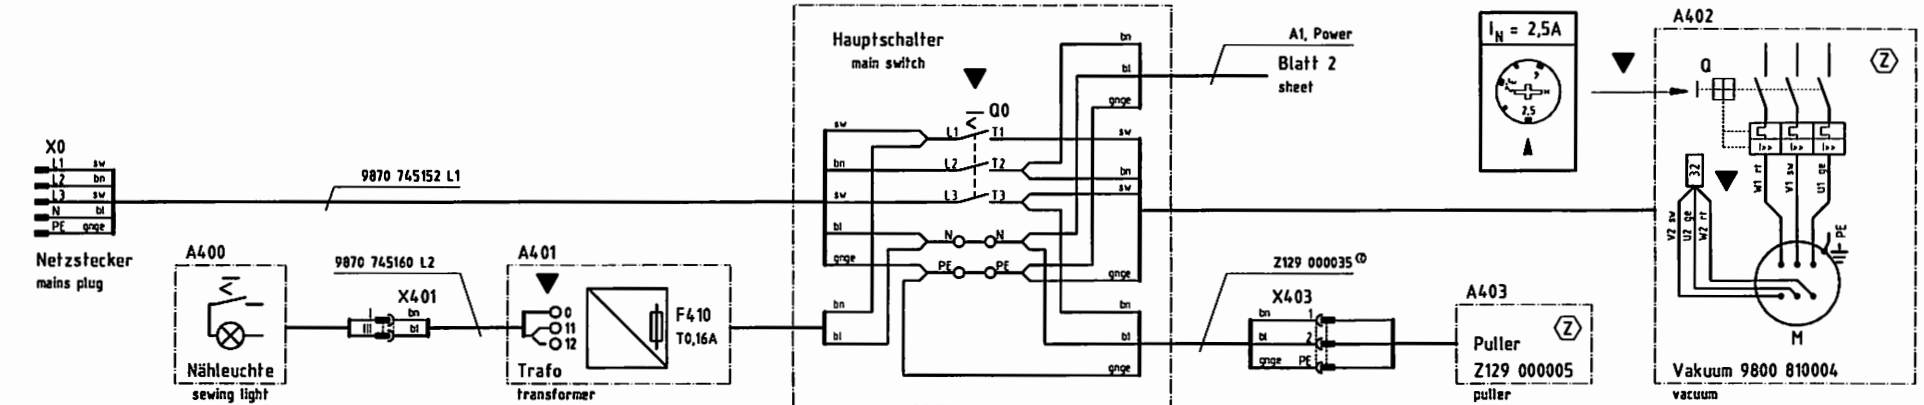 X0
L1 sw
L2 bn
L3 sw
N bl
PE gnge
Netzstecker
mains plug
9870 745152 L1
A400
Nähleuchte
sewing light
9870 745160 L2
X401
I bn
III bl
A401
0
11
12
F410
T0,16A
Trafo
transformer
Hauptschalter
main switch
Q0
sw
bn
sw
bl
gnge
bn
bl
L1 T1
L2 T2
L3 T3
N N
PE PE
bn
bl
gnge
sw
bn
sw
gnge
bn
bl
gnge
A1, Power
Blatt 2
sheet
Z129 000035
X403
bn 1
bl 2
gnge PE
A403
Z
Puller
Z129 000005
puller
IN = 2,5A
2,5
A402
Z
Q
I>> I>> I>>
32
W1 rt
V1 sw
U1 ge
V2 sw
U2 ge
W2 rt
PE
M
Vakuum 9800 810004
vacuum